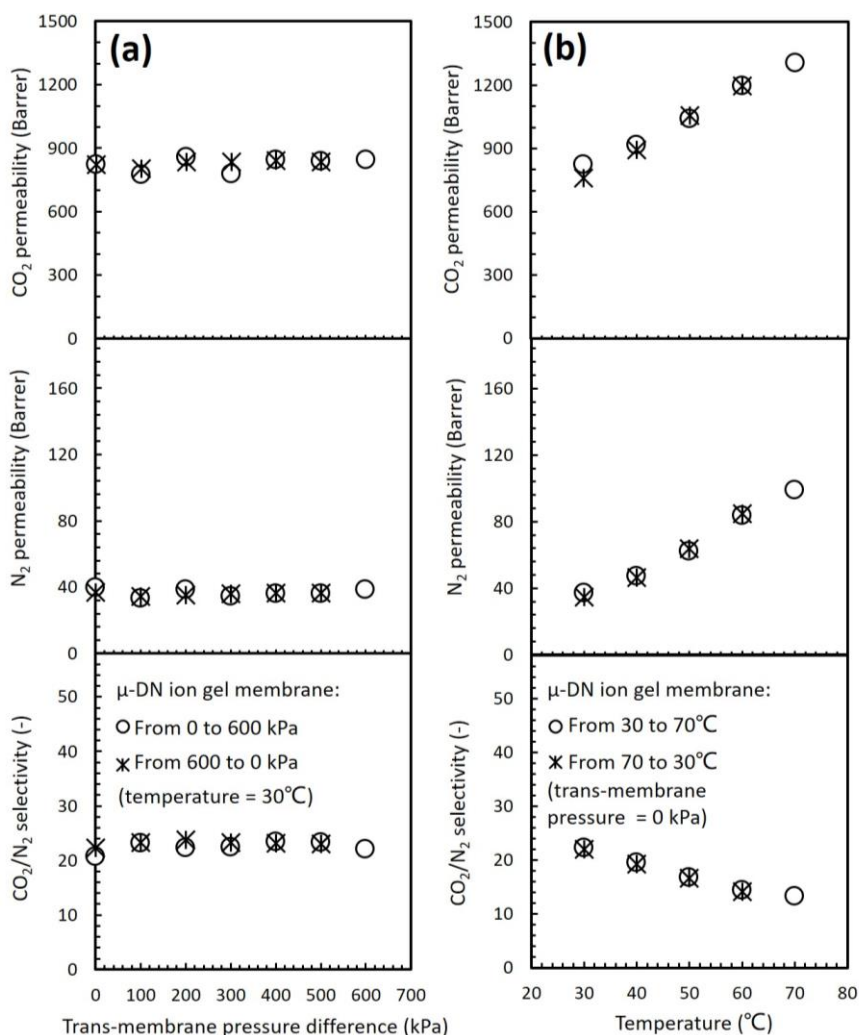 (a)
CO₂ permeability (Barrer)
1500
1200
900
600
300
0
N₂ permeability (Barrer)
160
120
80
40
0
CO₂/N₂ selectivity (-)
50
40
30
20
10
0
μ-DN ion gel membrane:
From 0 to 600 kPa
From 600 to 0 kPa
(temperature = 30℃)
0 100 200 300 400 500 600 700
Trans-membrane pressure difference (kPa)
(b)
CO₂ permeability (Barrer)
1500
1200
900
600
300
0
N₂ permeability (Barrer)
160
120
80
40
0
CO₂/N₂ selectivity (-)
50
40
30
20
10
0
μ-DN ion gel membrane:
From 30 to 70℃
From 70 to 30℃
(trans-membrane
pressure = 0 kPa)
20 30 40 50 60 70 80
Temperature (℃)